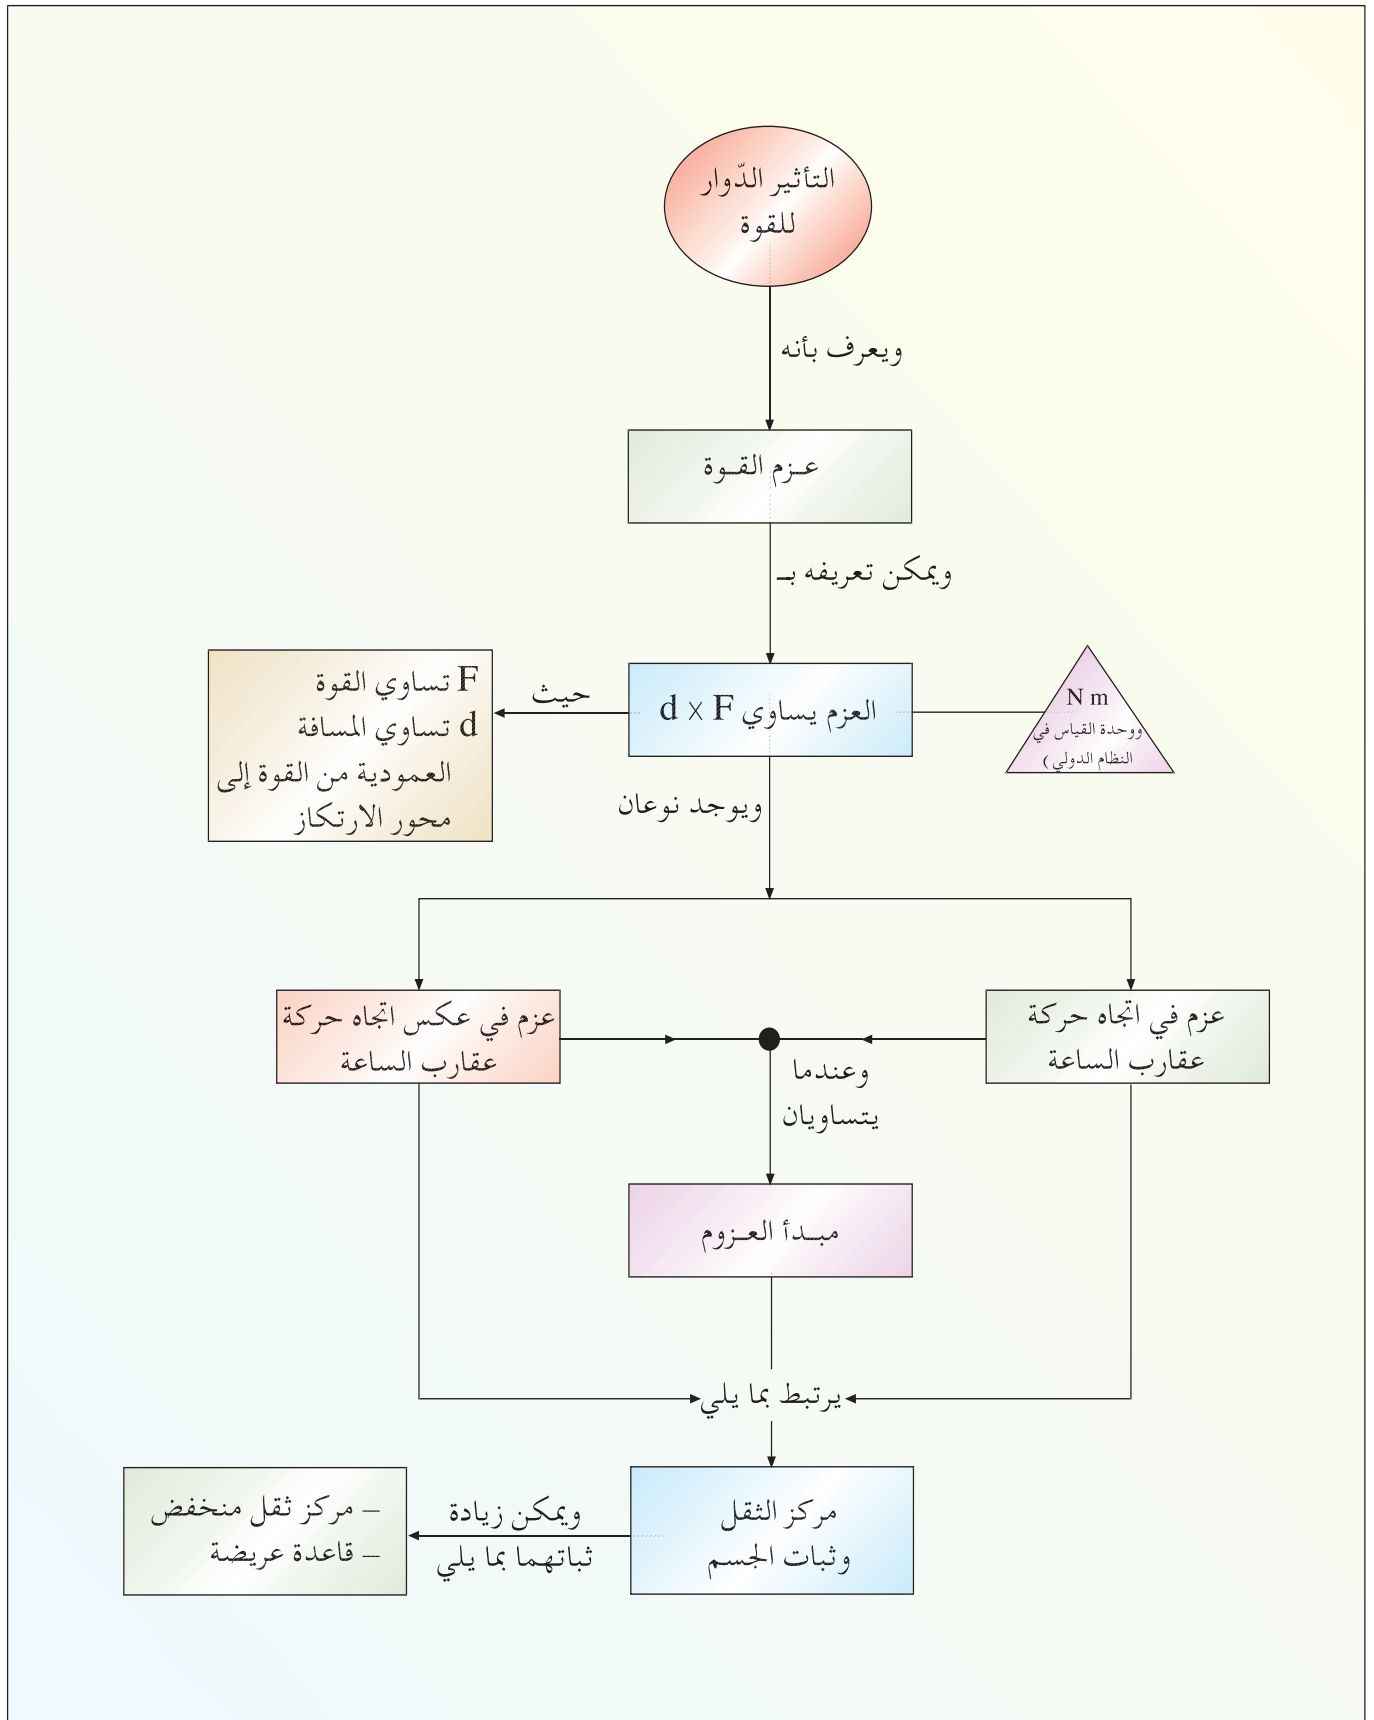 التأثير الدّوار
للقوة
ويعرف بأنه
عـزم القـوة
ويمكن تعريفه بـ
العزم يساوي d x F
N m
ووحدة القياس في
النظام الدولي)
حيث
F تساوي القوة
d تساوي المسافة
العمودية من القوة إلى
محور الارتكاز
ويوجد نوعان
عزم في اتجاه حركة
عقارب الساعة
عزم في عكس اتجاه حركة
عقارب الساعة
وعندما
يتساويان
مبـدأ العـزوم
يرتبط بما يلي
مركز الثقل
وثبات الجسم
ويمكن زيادة
ثباتهما بما يلي
– مركز ثقل منخفض
– قاعدة عريضة